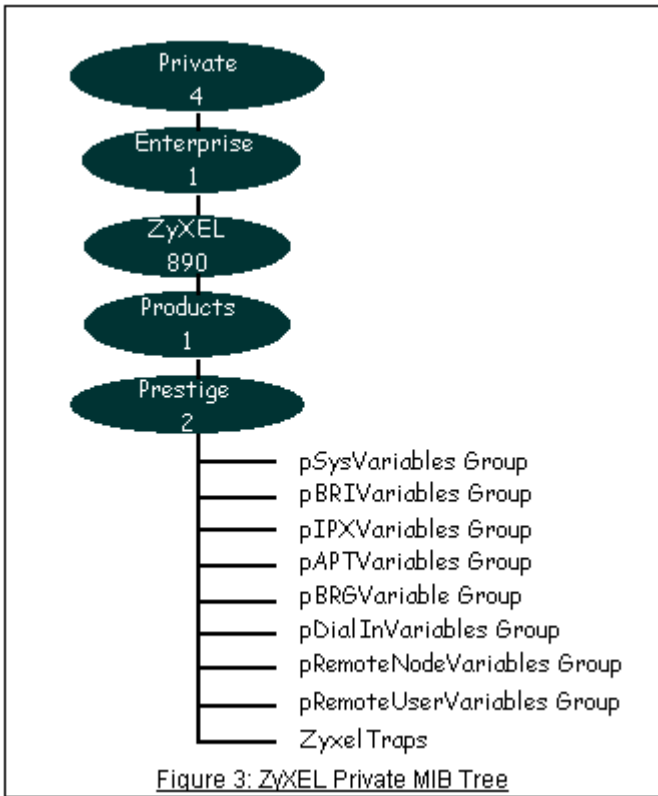 Private
4
Enterprise
1
ZyXEL
890
Products
1
Prestige
2
pSysVariables Group
pBRIVariables Group
pIPXVariables Group
pAPTVariables Group
pBRGVariable Group
pDialInVariables Group
pRemoteNodeVariables Group
pRemoteUserVariables Group
ZyxelTraps
Figure 3: ZyXEL Private MIB Tree